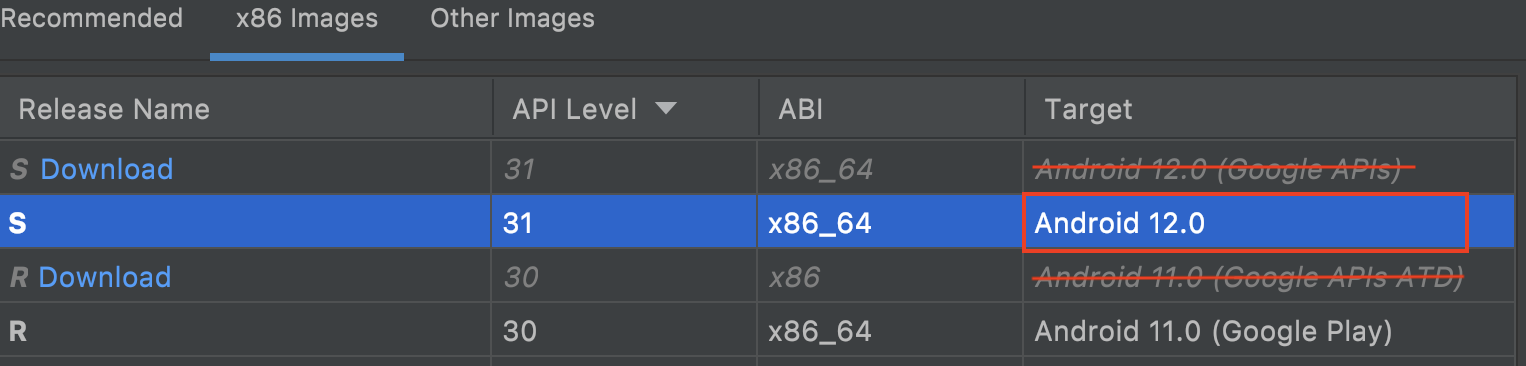 Recommended x86 Images Other Images
Release Name API Level ABI Target
S Download 31 x86_64 Android 12.0 (Google APIs)
S 31 x86_64 Android 12.0
R Download 30 x86 Android 11.0 (Google APIs ATD)
R 30 x86_64 Android 11.0 (Google Play)